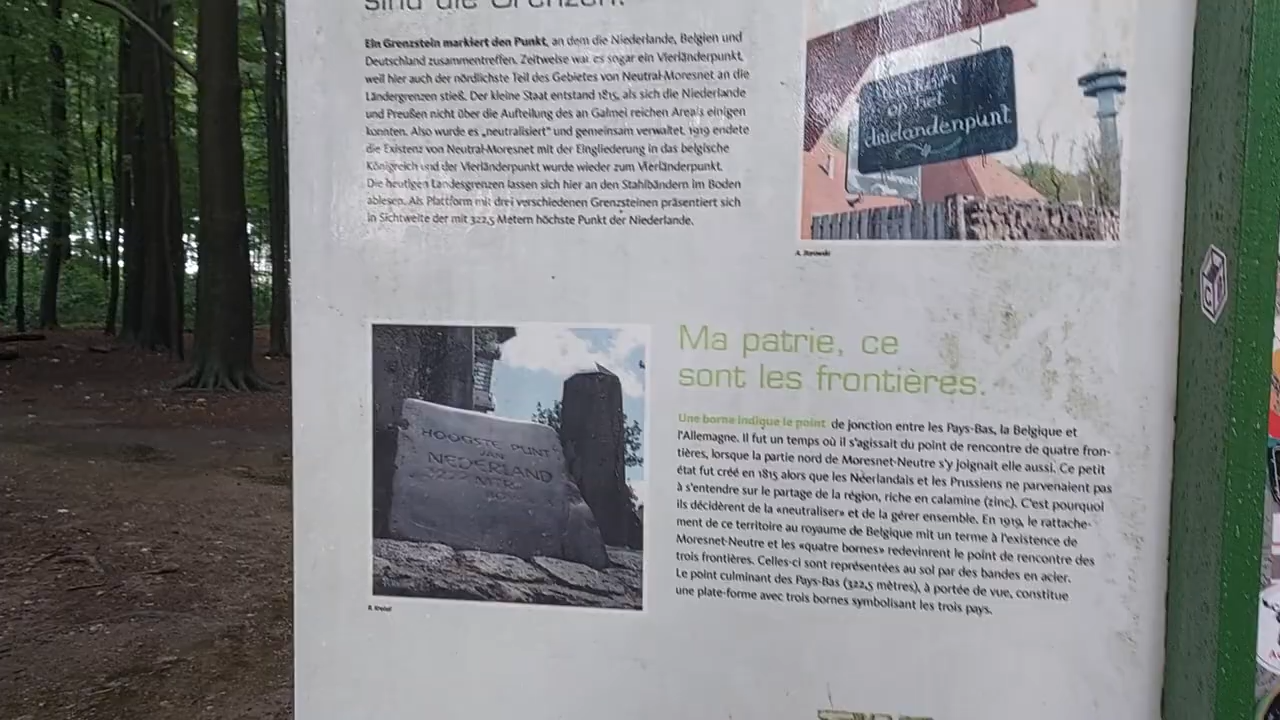 sind die Grenzen.
Ein Grenzstein markiert den Punkt, an dem die Niederlande, Belgien und
Deutschland zusammentreffen. Zeitweise war es sogar ein Vierländerpunkt,
weil hier auch der nördlichste Teil des Gebietes von Neutral-Moresnet an die
Ländergrenzen stieß. Der kleine Staat entstand 1815, als sich die Niederlande
und Preußen nicht über die Aufteilung des an Galmei reichen Areals einigen
konnten. Also wurde es „neutralisiert" und gemeinsam verwaltet. 1919 endete
die Existenz von Neutral-Moresnet mit der Eingliederung in das belgische
Königreich und der Vierländerpunkt wurde wieder zum Vierländerpunkt.
Die heutigen Landesgrenzen lassen sich hier an den Stahlbändern im Boden
ablesen. Als Plattform mit drei verschiedenen Grenzsteinen präsentiert sich
in Sichtweite der mit 322,5 Metern höchste Punkt der Niederlande.
drielandenpunt
HOOGSTE PUNT
VAN
NEDERLAND
Ma patrie, ce
sont les frontières.
Une borne indique le point de jonction entre les Pays-Bas, la Belgique et
l'Allemagne. Il fut un temps où il s'agissait du point de rencontre de quatre fron-
tières, lorsque la partie nord de Moresnet-Neutre s'y joignait elle aussi. Ce petit
état fut créé en 1815 alors que les Néerlandais et les Prussiens ne parvenaient pas
à s'entendre sur le partage de la région, riche en calamine (zinc). C'est pourquoi
ils décidèrent de la «neutraliser» et de la gérer ensemble. En 1919, le rattache-
ment de ce territoire au royaume de Belgique mit un terme à l'existence de
Moresnet-Neutre et les «quatre bornes» redevinrent le point de rencontre des
trois frontières. Celles-ci sont représentées au sol par des bandes en acier.
Le point culminant des Pays-Bas (322,5 mètres), à portée de vue, constitue
une plate-forme avec trois bornes symbolisant les trois pays.